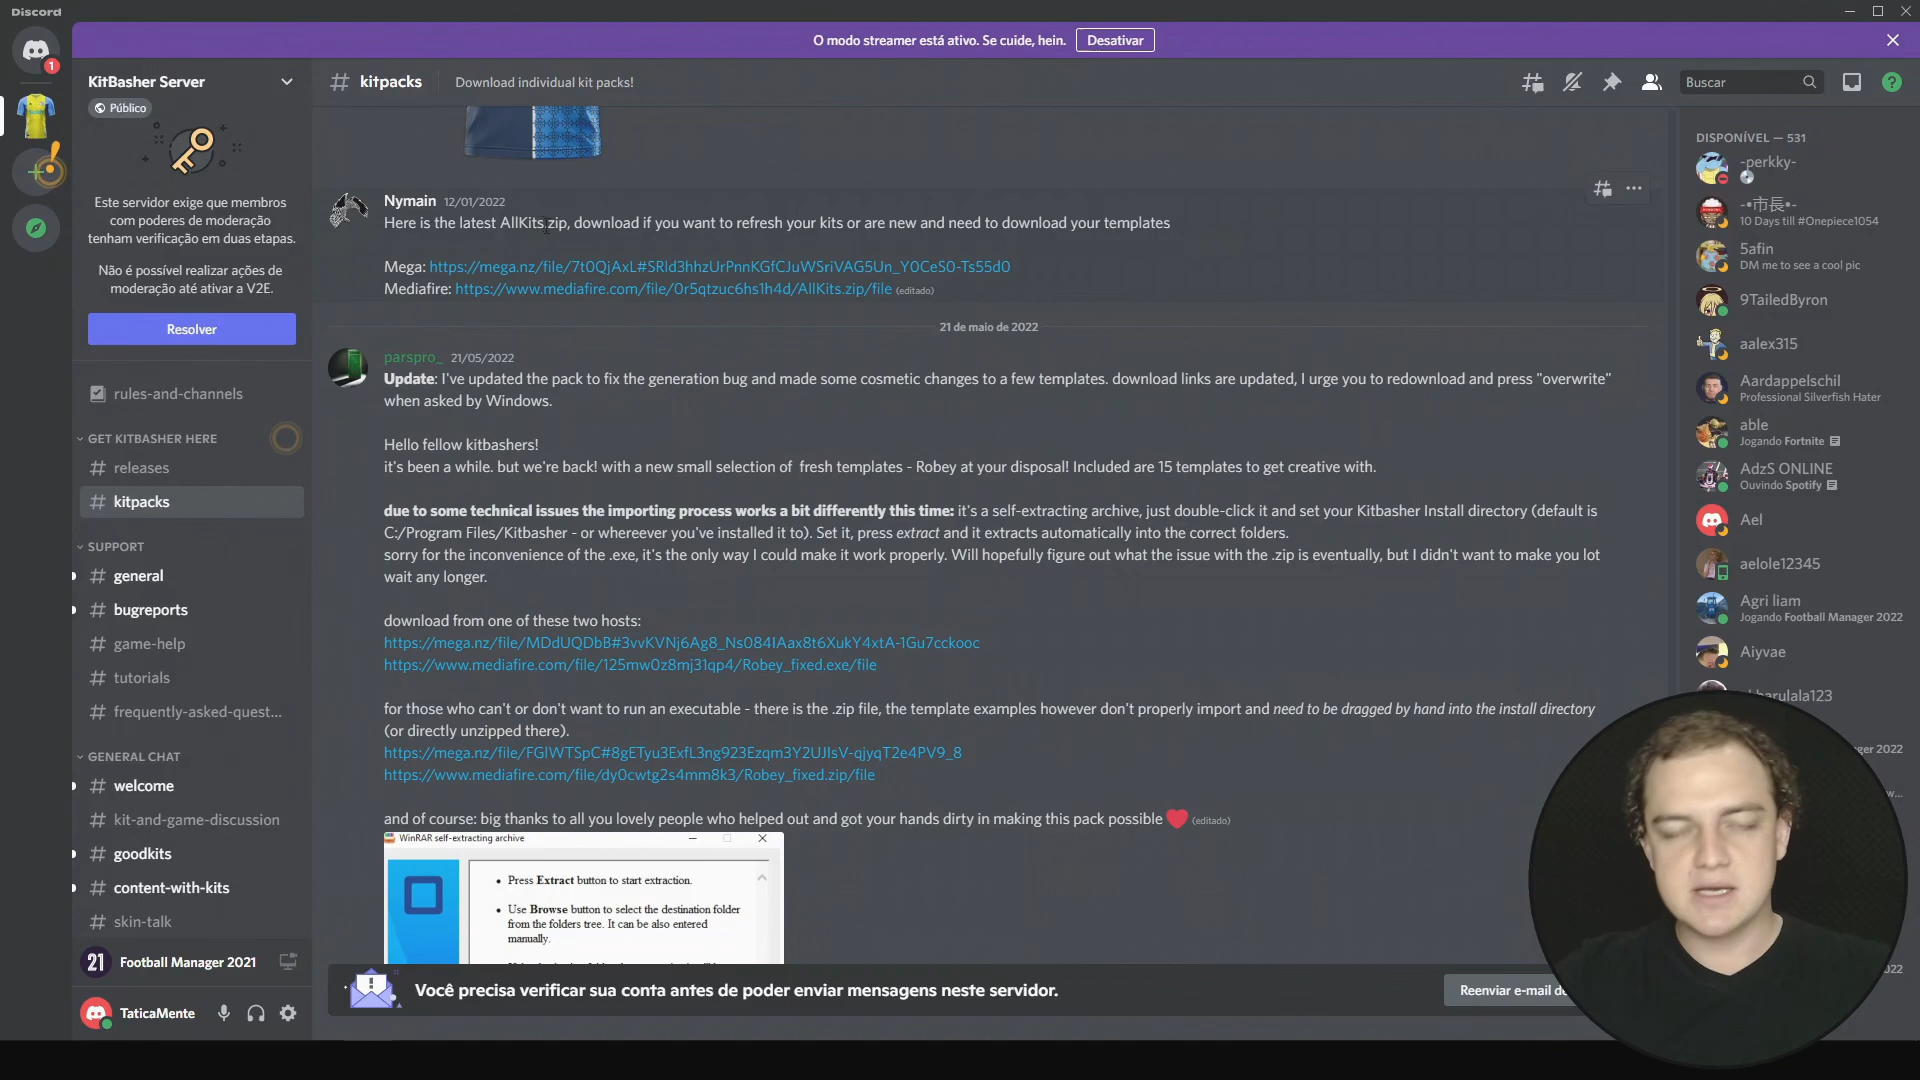 Discord
O modo streamer está ativo. Se cuide, hein.
Desativar
1
KitBasher Server
Público
Este servidor exige que membros
com poderes de moderação
tenham verificação em duas etapas.
Não é possível realizar ações de
moderação até ativar a V2E.
Resolver
rules-and-channels
GET KITBASHER HERE
releases
kitpacks
SUPPORT
general
bugreports
game-help
tutorials
frequently-asked-quest...
GENERAL CHAT
welcome
kit-and-game-discussion
goodkits
content-with-kits
skin-talk
21 Football Manager 2021
TaticaMente
# kitpacks
Download individual kit packs!
Buscar
Nymain 12/01/2022
Here is the latest AllKits.zip, download if you want to refresh your kits or are new and need to download your templates
Mega: https://mega.nz/file/7t0QjAxL#SRld3hhzUrPnnKGfCJuWSriVAG5Un_Y0CeS0-Ts55d0
Mediafire: https://www.mediafire.com/file/0r5qtzuc6hs1h4d/AllKits.zip/file (editado)
21 de maio de 2022
parspro_ 21/05/2022
Update: I've updated the pack to fix the generation bug and made some cosmetic changes to a few templates. download links are updated, I urge you to redownload and press "overwrite"
when asked by Windows.
Hello fellow kitbashers!
it's been a while. but we're back! with a new small selection of fresh templates - Robey at your disposal! Included are 15 templates to get creative with.
due to some technical issues the importing process works a bit differently this time: it's a self-extracting archive, just double-click it and set your Kitbasher Install directory (default is
C:/Program Files/Kitbasher - or whereever you've installed it to). Set it, press extract and it extracts automatically into the correct folders.
sorry for the inconvenience of the .exe, it's the only way I could make it work properly. Will hopefully figure out what the issue with the .zip is eventually, but I didn't want to make you lot
wait any longer.
download from one of these two hosts:
https://mega.nz/file/MDdUQDbB#3vvKVNj6Ag8_Ns084IAax8t6XukY4xtA-1Gu7cckooc
https://www.mediafire.com/file/125mw0z8mj31qp4/Robey_fixed.exe/file
for those who can't or don't want to run an executable - there is the .zip file, the template examples however don't properly import and need to be dragged by hand into the install directory
(or directly unzipped there).
https://mega.nz/file/FGlWTSpC#8gETyu3ExfL3ng923Ezqm3Y2UJIsV-qjyqT2e4PV9_8
https://www.mediafire.com/file/dy0cwtg2s4mm8k3/Robey_fixed.zip/file
and of course: big thanks to all you lovely people who helped out and got your hands dirty in making this pack possible (editado)
WinRAR self-extracting archive
Press Extract button to start extraction.
Use Browse button to select the destination folder
from the folders tree. It can be also entered
manually.
Você precisa verificar sua conta antes de poder enviar mensagens neste servidor.
Reenviar e-mail de
DISPONÍVEL — 531
-perkky-
-•市長•-
10 Days till #Onepiece1054
5afin
DM me to see a cool pic
9TailedByron
aalex315
Aardappelschil
Professional Silverfish Hater
able
Jogando Fortnite
AdzS ONLINE
Ouvindo Spotify
Ael
aelole12345
Agri liam
Jogando Football Manager 2022
Aiyvae
harulala123
ger 2022
w...
022